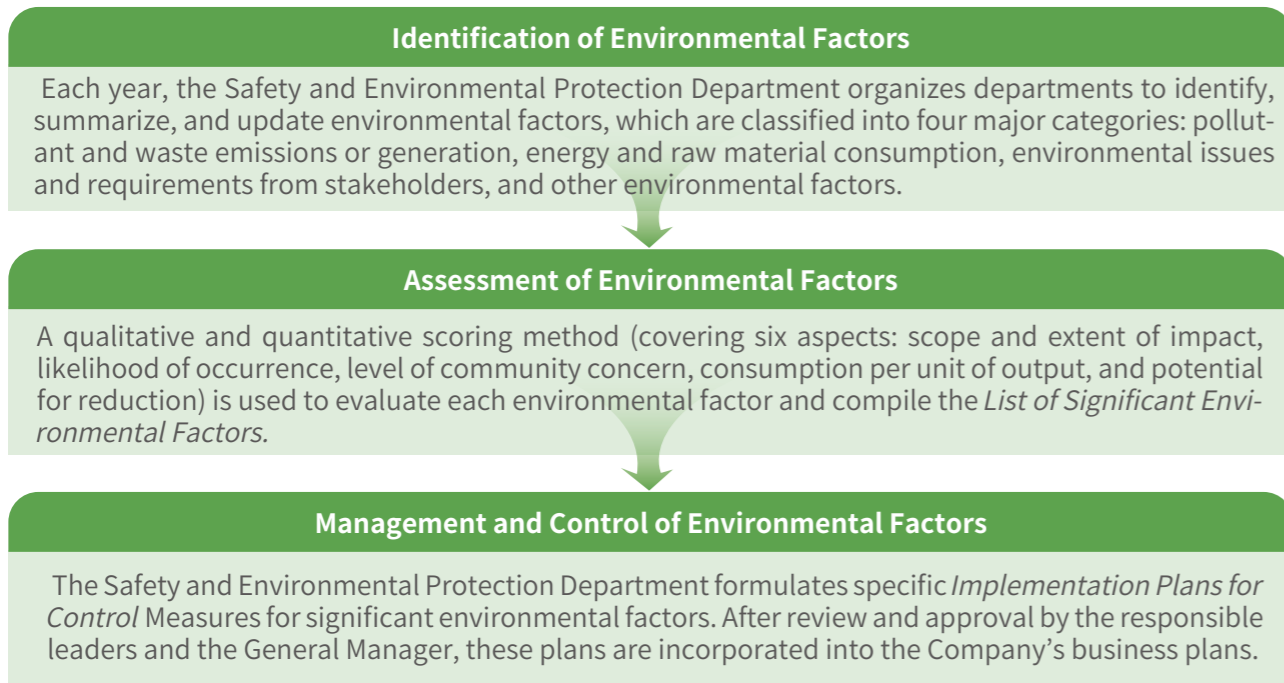 Identification of Environmental Factors
Each year, the Safety and Environmental Protection Department organizes departments to identify,
summarize, and update environmental factors, which are classified into four major categories: pollut-
ant and waste emissions or generation, energy and raw material consumption, environmental issues
and requirements from stakeholders, and other environmental factors.
Assessment of Environmental Factors
A qualitative and quantitative scoring method (covering six aspects: scope and extent of impact,
likelihood of occurrence, level of community concern, consumption per unit of output, and potential
for reduction) is used to evaluate each environmental factor and compile the List of Significant Envi-
ronmental Factors.
Management and Control of Environmental Factors
The Safety and Environmental Protection Department formulates specific Implementation Plans for
Control Measures for significant environmental factors. After review and approval by the responsible
leaders and the General Manager, these plans are incorporated into the Company’s business plans.